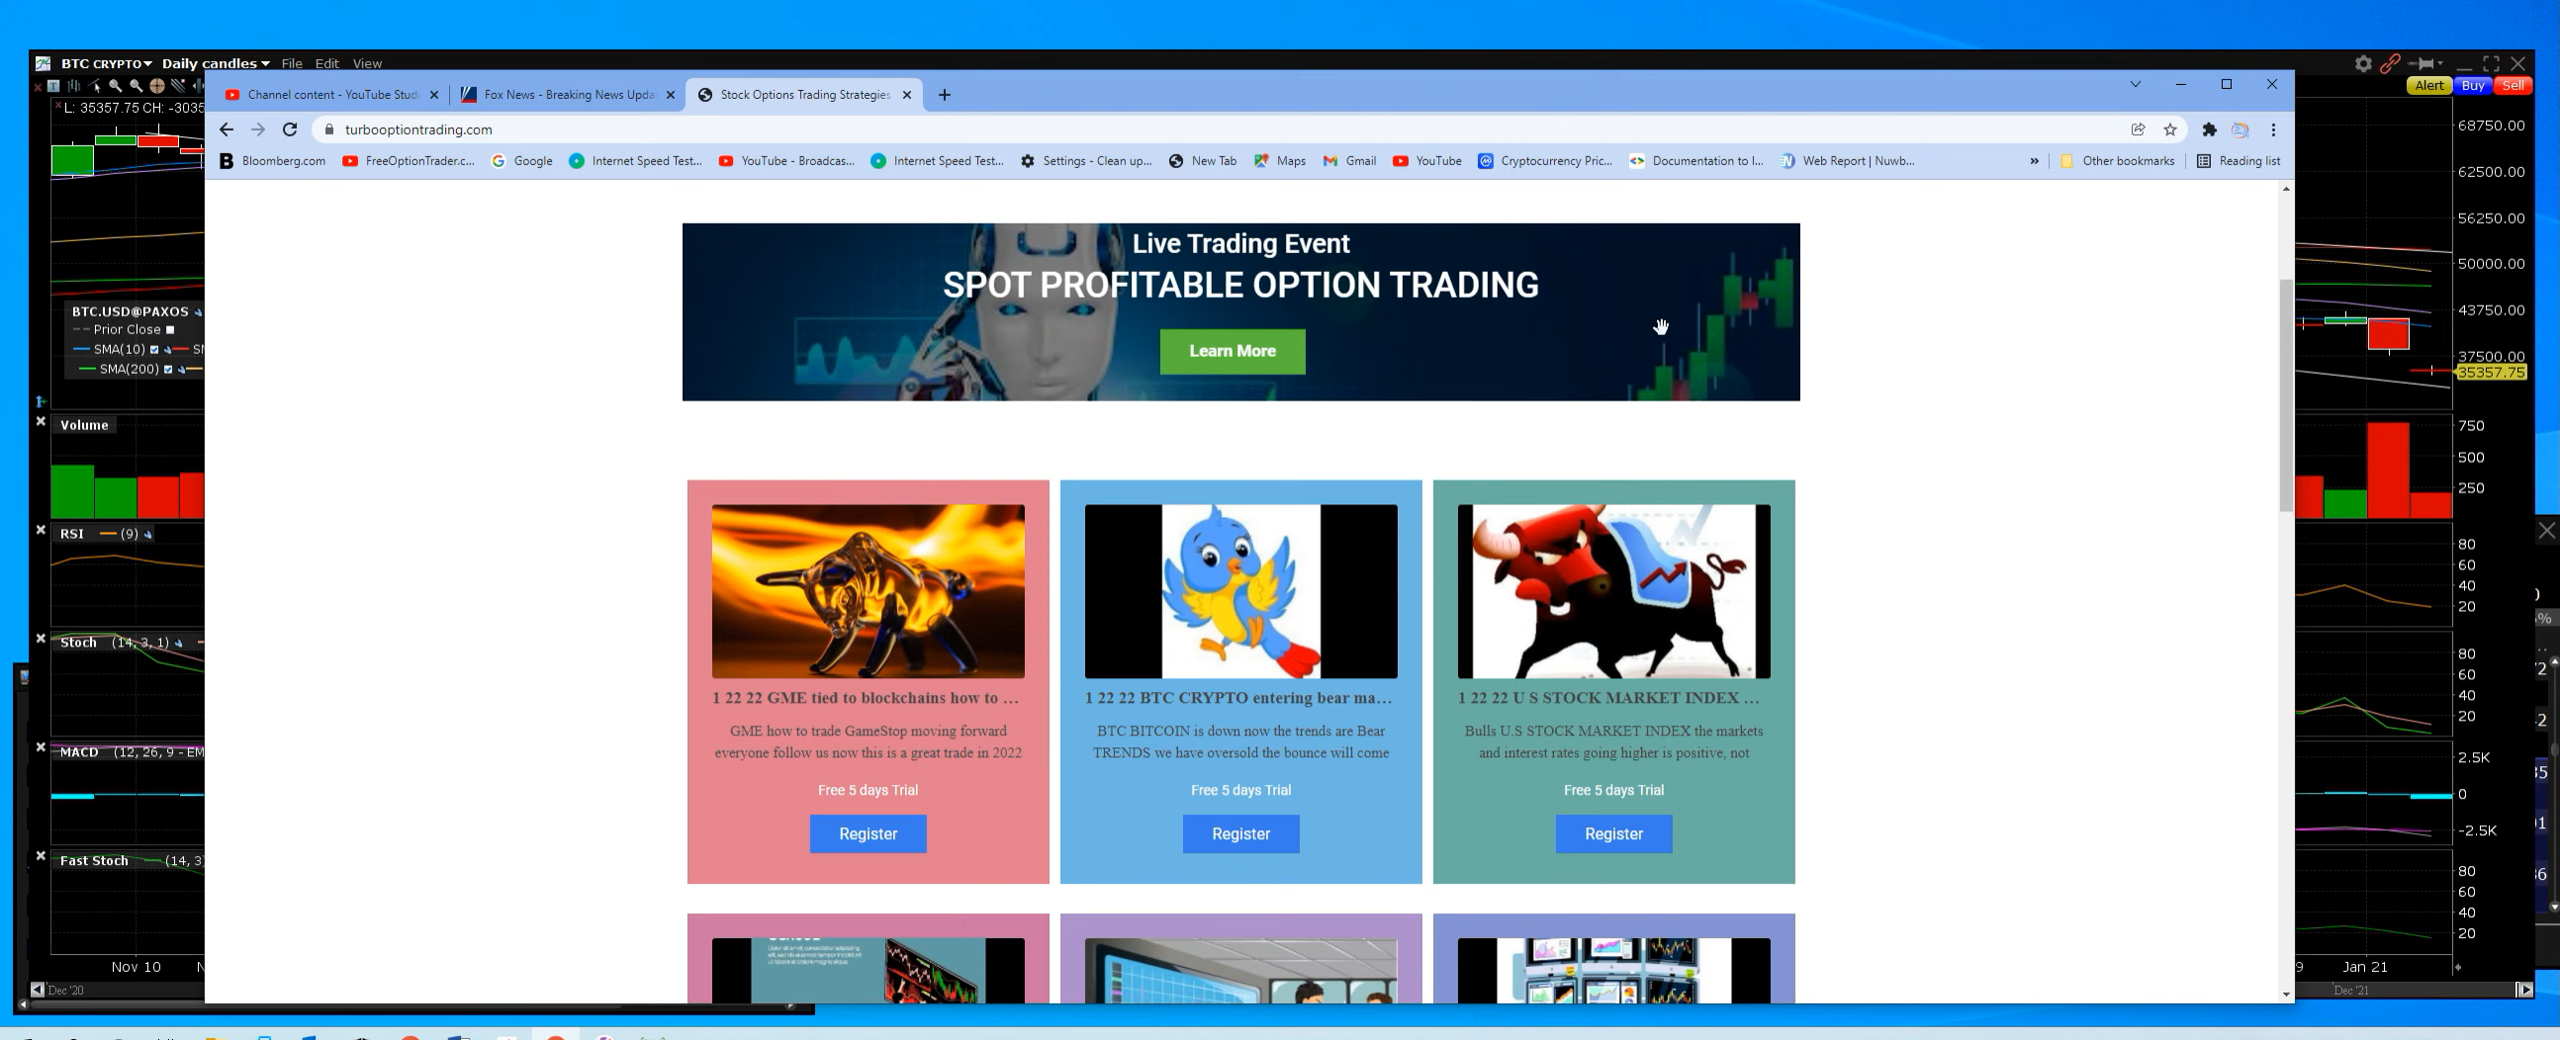 BTC CRYPTO Daily candles File Edit View
L: 35357.75 CH: -3035
Alert Buy Sell
Channel content - YouTube Stud
Fox News - Breaking News Upda
Stock Options Trading Strategies
turbooptiontrading.com
Bloomberg.com FreeOptionTrader.c... Google Internet Speed Test... YouTube - Broadcas... Internet Speed Test... Settings - Clean up... New Tab Maps Gmail YouTube Cryptocurrency Pric... Documentation to I... Web Report | Nuwb... » Other bookmarks Reading list
Live Trading Event
SPOT PROFITABLE OPTION TRADING
Learn More
BTC.USD@PAXOS
Prior Close
SMA(10)
SMA(200)
Volume
RSI (9)
Stoch (14, 3, 1)
MACD (12, 26, 9 - EM
Fast Stoch (14, 3
Nov 10
Dec '20
1 22 22 GME tied to blockchains how to ...
GME how to trade GameStop moving forward
everyone follow us now this is a great trade in 2022
Free 5 days Trial
Register
1 22 22 BTC CRYPTO entering bear ma...
BTC BITCOIN is down now the trends are Bear
TRENDS we have oversold the bounce will come
Free 5 days Trial
Register
1 22 22 U S STOCK MARKET INDEX ...
Bulls U.S STOCK MARKET INDEX the markets
and interest rates going higher is positive, not
Free 5 days Trial
Register
68750.00
62500.00
56250.00
50000.00
43750.00
37500.00
35357.75
750
500
250
80
60
40
20
80
60
40
20
2.5K
0
-2.5K
80
60
40
20
9 Jan 21
Dec '21